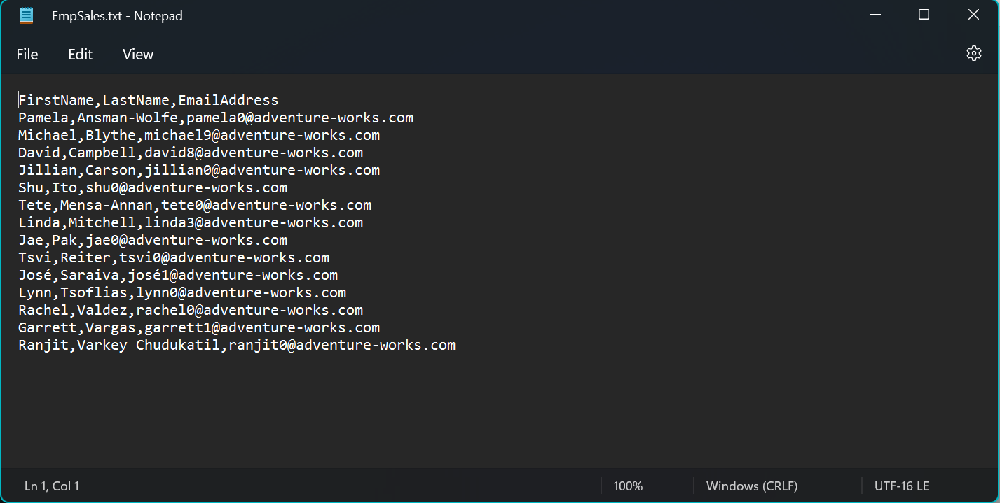 EmpSales.txt - Notepad
File Edit View
FirstName,LastName,EmailAddress
Pamela,Ansman-Wolfe,pamela0@adventure-works.com
Michael,Blythe,michael9@adventure-works.com
David,Campbell,david8@adventure-works.com
Jillian,Carson,jillian0@adventure-works.com
Shu,Ito,shu0@adventure-works.com
Tete,Mensa-Annan,tete0@adventure-works.com
Linda,Mitchell,linda3@adventure-works.com
Jae,Pak,jae0@adventure-works.com
Tsvi,Reiter,tsvi0@adventure-works.com
José,Saraiva,josé1@adventure-works.com
Lynn,Tsoflias,lynn0@adventure-works.com
Rachel,Valdez,rachel0@adventure-works.com
Garrett,Vargas,garrett1@adventure-works.com
Ranjit,Varkey Chudukatil,ranjit0@adventure-works.com
Ln 1, Col 1 100% Windows (CRLF) UTF-16 LE